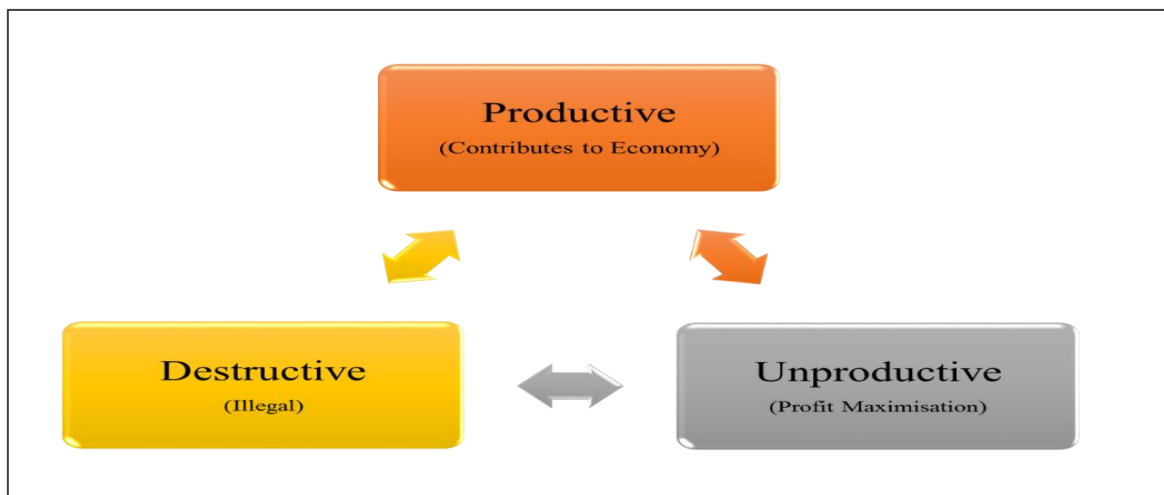 Productive
(Contributes to Economy)
Destructive
(Illegal)
Unproductive
(Profit Maximisation)